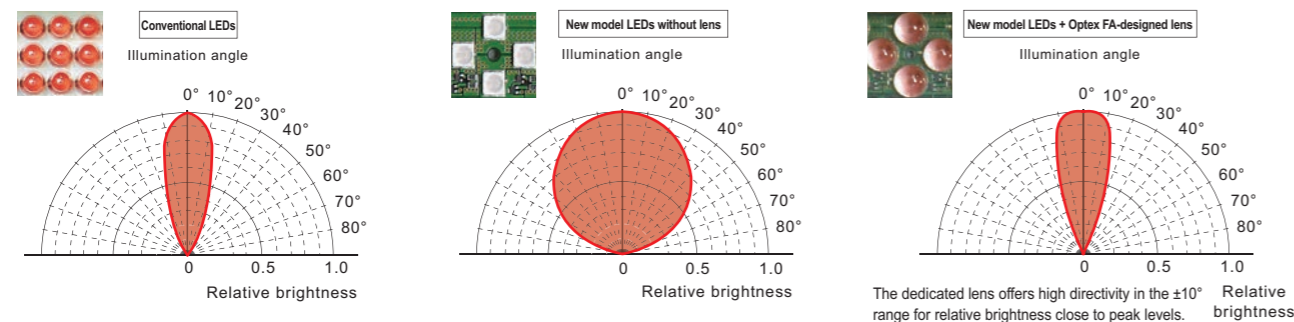 Conventional LEDs
Illumination angle
0° 10° 20° 30° 40° 50° 60° 70° 80°
0 0.5 1.0
Relative brightness
New model LEDs without lens
Illumination angle
0° 10° 20° 30° 40° 50° 60° 70° 80°
0 0.5 1.0
Relative brightness
New model LEDs + Optex FA-designed lens
Illumination angle
0° 10° 20° 30° 40° 50° 60° 70° 80°
0 0.5 1.0
Relative
brightness
The dedicated lens offers high directivity in the ±10°
range for relative brightness close to peak levels.